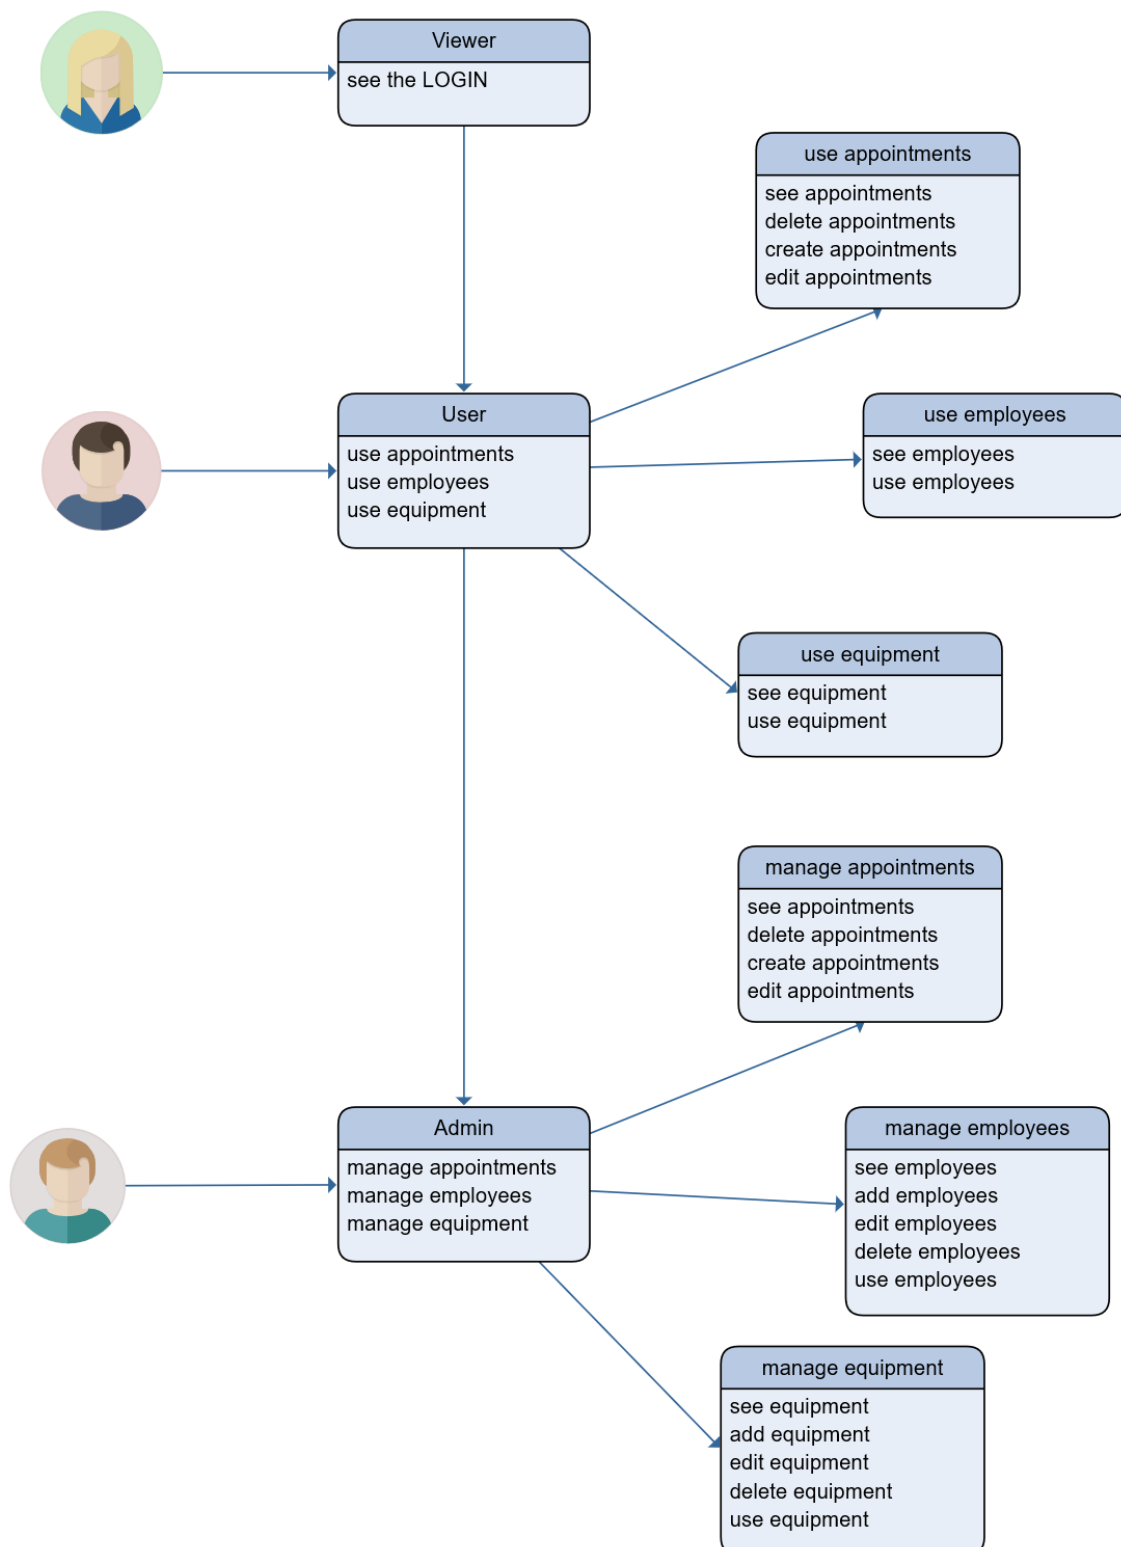 Viewer
see the LOGIN
use appointments
see appointments
delete appointments
create appointments
edit appointments
User
use appointments
use employees
use equipment
use employees
see employees
use employees
use equipment
see equipment
use equipment
manage appointments
see appointments
delete appointments
create appointments
edit appointments
Admin
manage appointments
manage employees
manage equipment
manage employees
see employees
add employees
edit employees
delete employees
use employees
manage equipment
see equipment
add equipment
edit equipment
delete equipment
use equipment